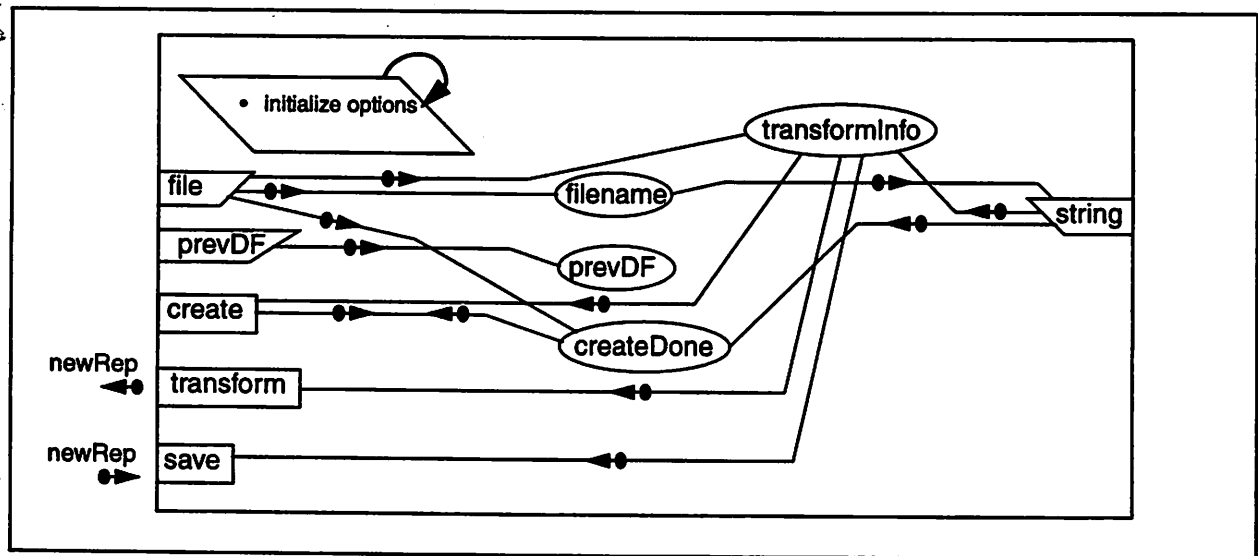 • initialize options
transformInfo
file
filename
string
prevDF
prevDF
create
createDone
newRep
transform
newRep
save